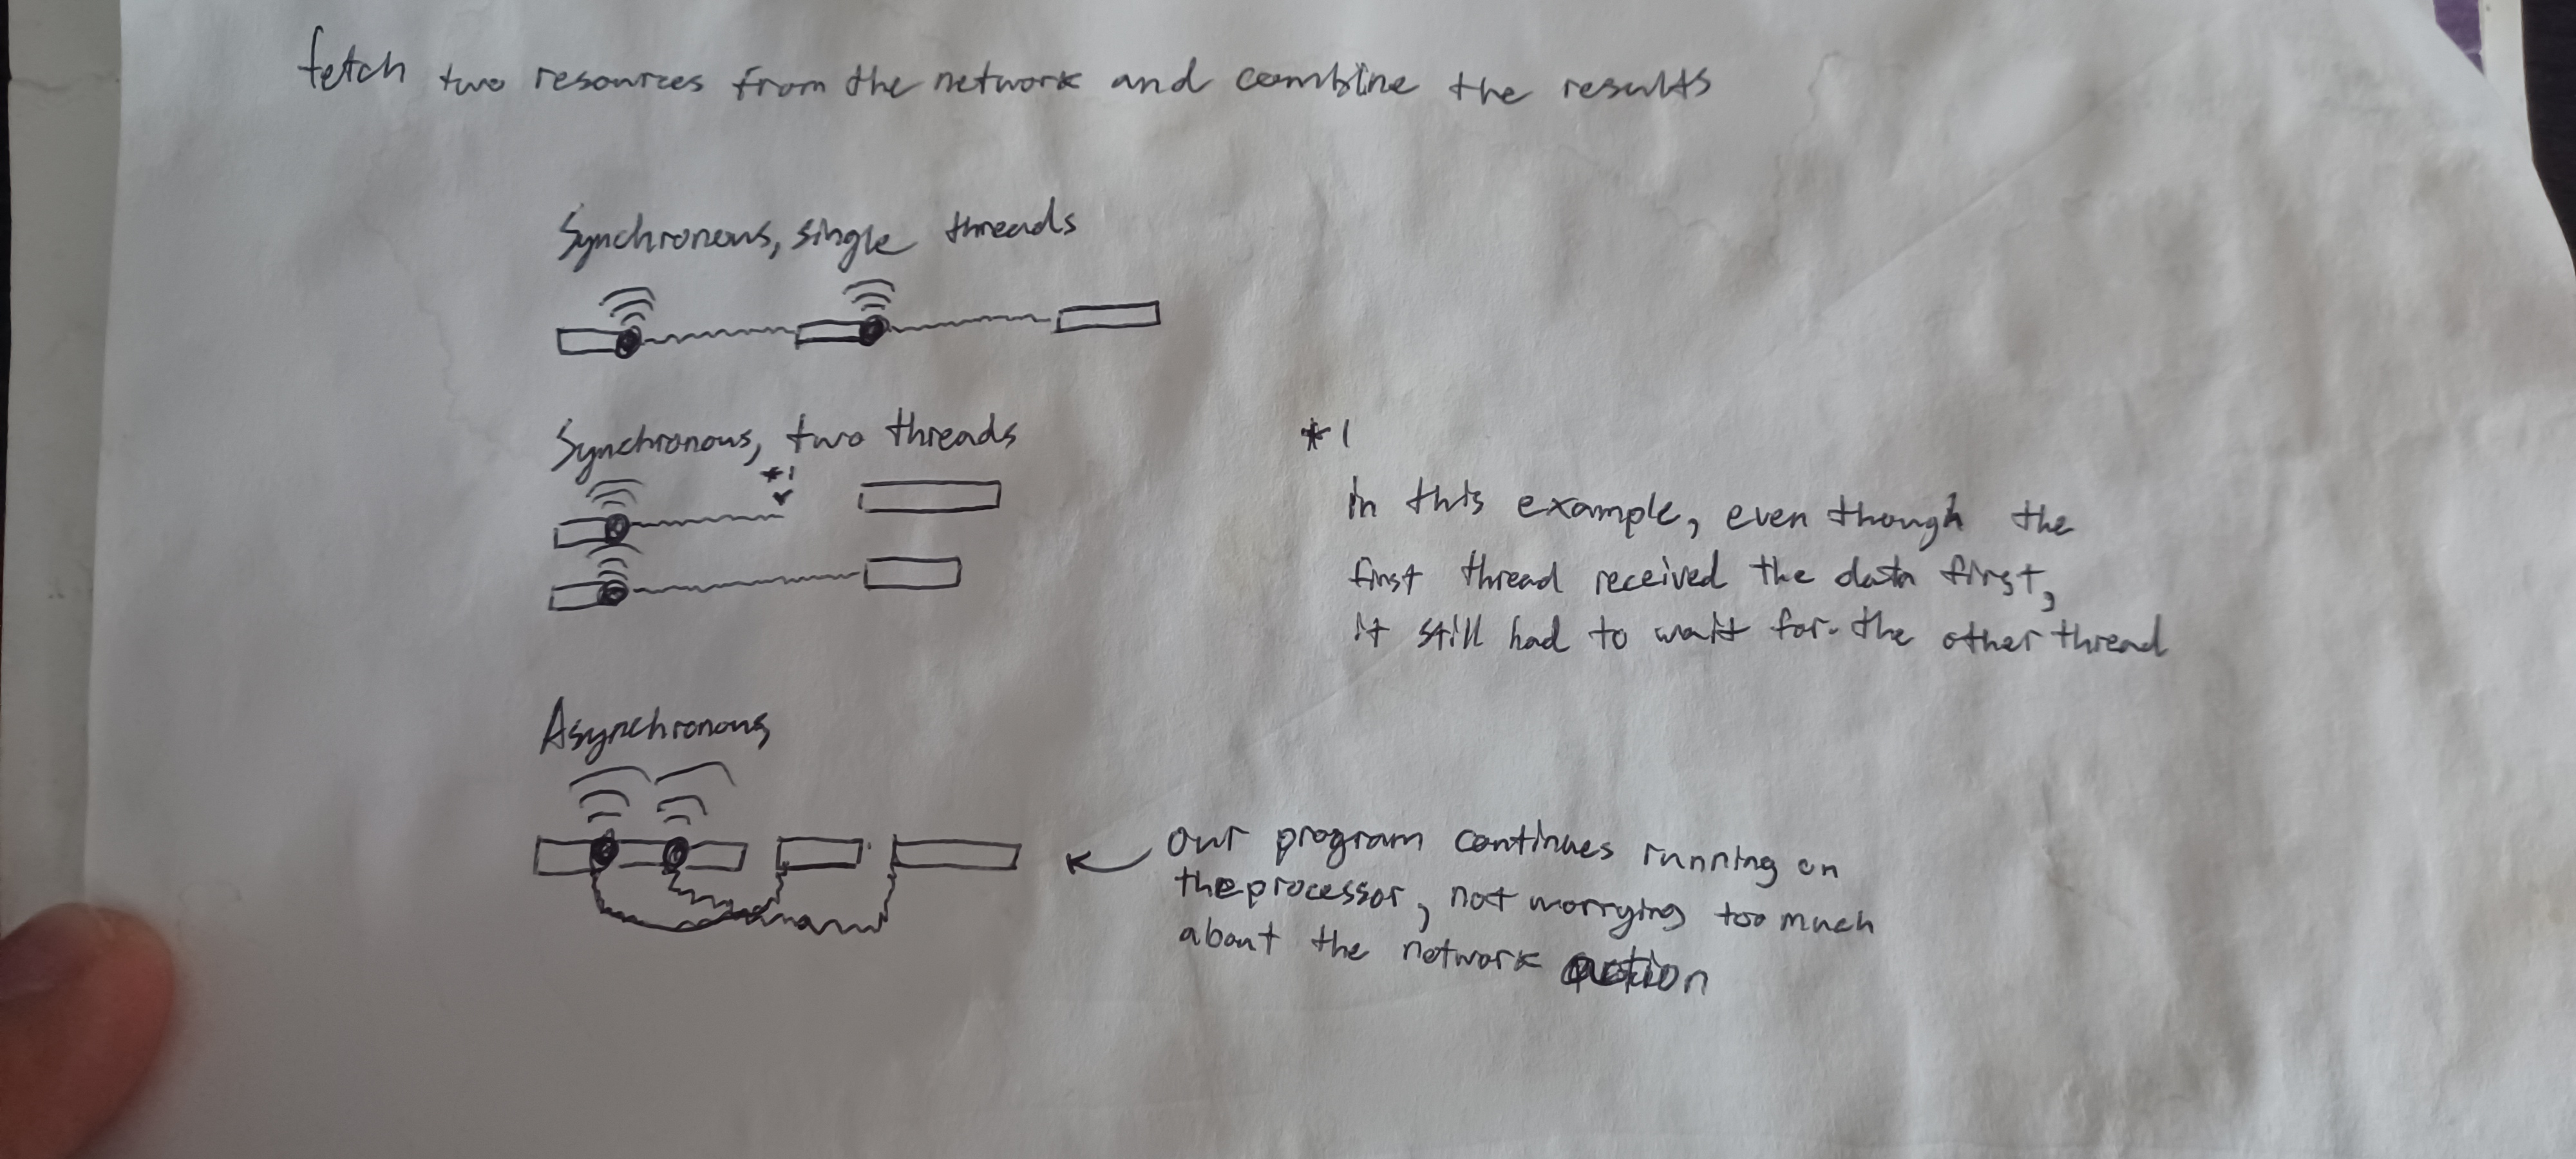 fetch two resources from the network and combine the results
Synchronous, single threads
Synchronous, two threads
*1
*1
in this example, even though the
first thread received the data first,
it still had to wait for the other thread
Asynchronous
Our program continues running on
the processor, not worrying too much
about the network question